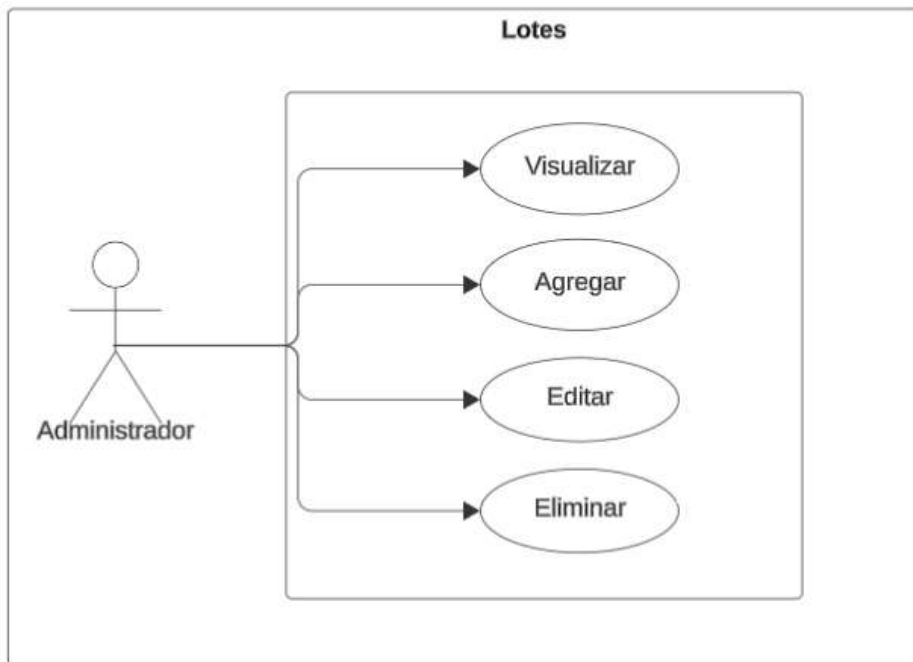 Lotes
Visualizar
Agregar
Editar
Eliminar
Administrador